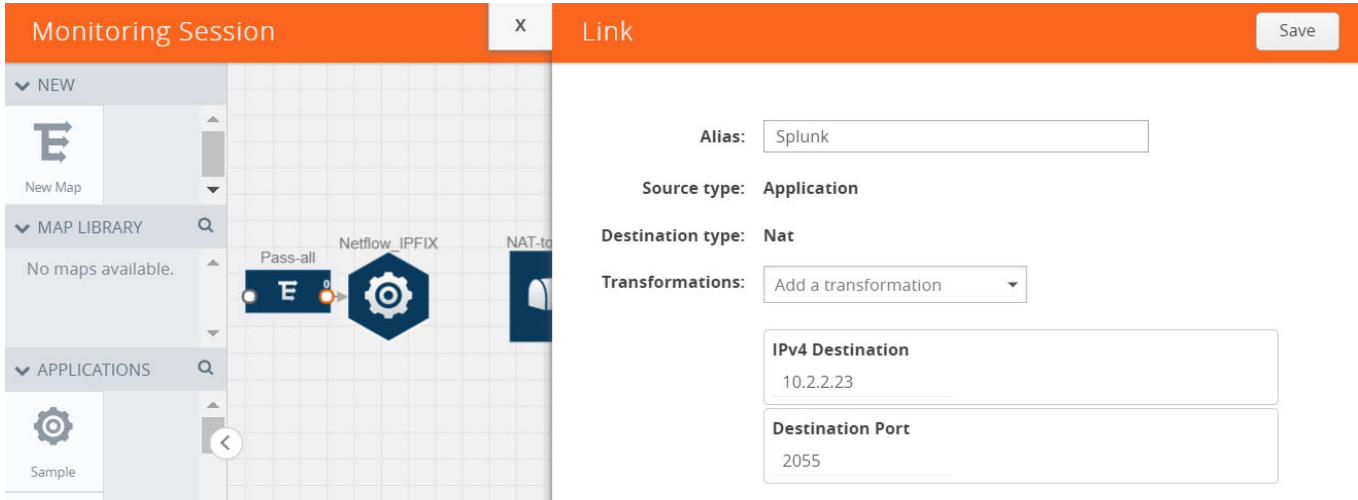 Monitoring Session
X
Link
Save
NEW
New Map
MAP LIBRARY
No maps available.
APPLICATIONS
Sample
Pass-all
0
Netflow_IPFIX
NAT-to
Alias: Splunk
Source type: Application
Destination type: Nat
Transformations: Add a transformation
IPv4 Destination
10.2.2.23
Destination Port
2055